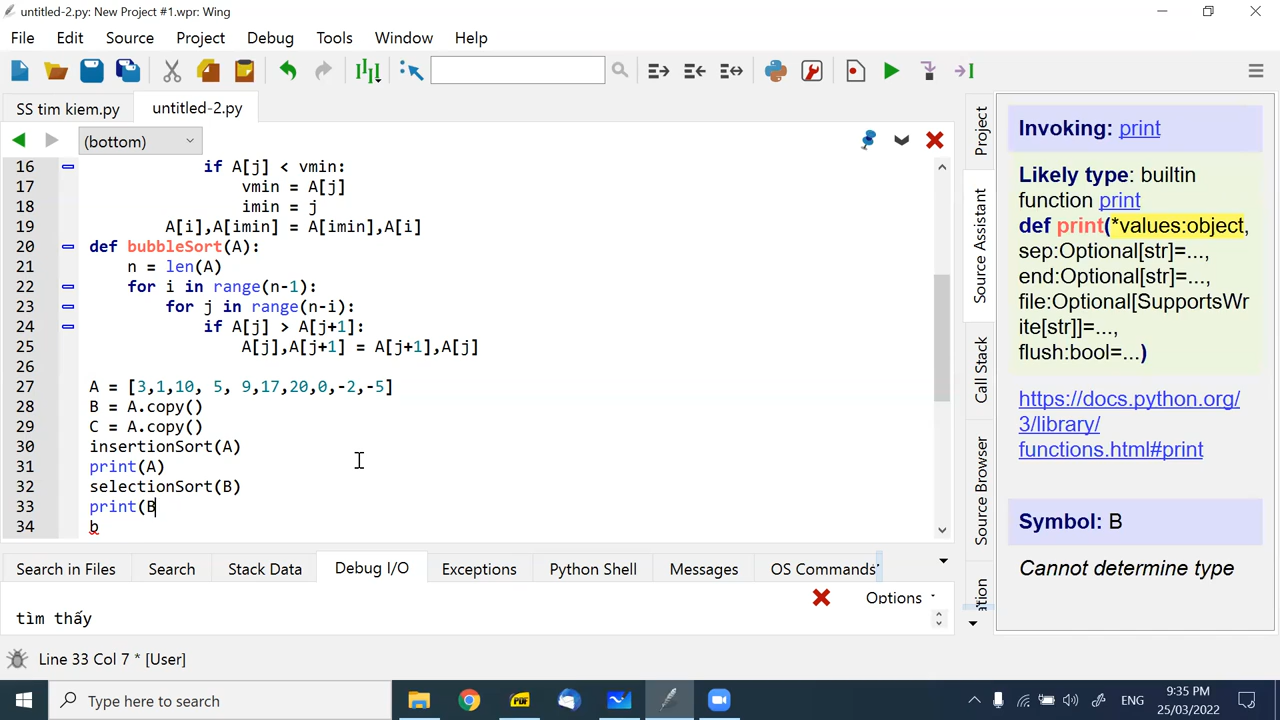 untitled-2.py: New Project #1.wpr: Wing
File Edit Source Project Debug Tools Window Help
SS tim kiem.py untitled-2.py
(bottom)
16 if A[j] < vmin:
17 vmin = A[j]
18 imin = j
19 A[i],A[imin] = A[imin],A[i]
20 def bubbleSort(A):
21 n = len(A)
22 for i in range(n-1):
23 for j in range(n-i):
24 if A[j] > A[j+1]:
25 A[j],A[j+1] = A[j+1],A[j]
26
27 A = [3,1,10, 5, 9,17,20,0,-2,-5]
28 B = A.copy()
29 C = A.copy()
30 insertionSort(A)
31 print(A)
32 selectionSort(B)
33 print(B
34 b
Project
Source Assistant
Call Stack
Source Browser
Invoking: print
Likely type: builtin
function print
def print(*values:object,
sep:Optional[str]=...,
end:Optional[str]=...,
file:Optional[SupportsWr
ite[str]]=...,
flush:bool=...)
https://docs.python.org/
3/library/
functions.html#print
Symbol: B
Cannot determine type
Search in Files Search Stack Data Debug I/O Exceptions Python Shell Messages OS Commands
Options
tìm thấy
Line 33 Col 7 * [User]
Type here to search
PDF
ENG
9:35 PM
25/03/2022